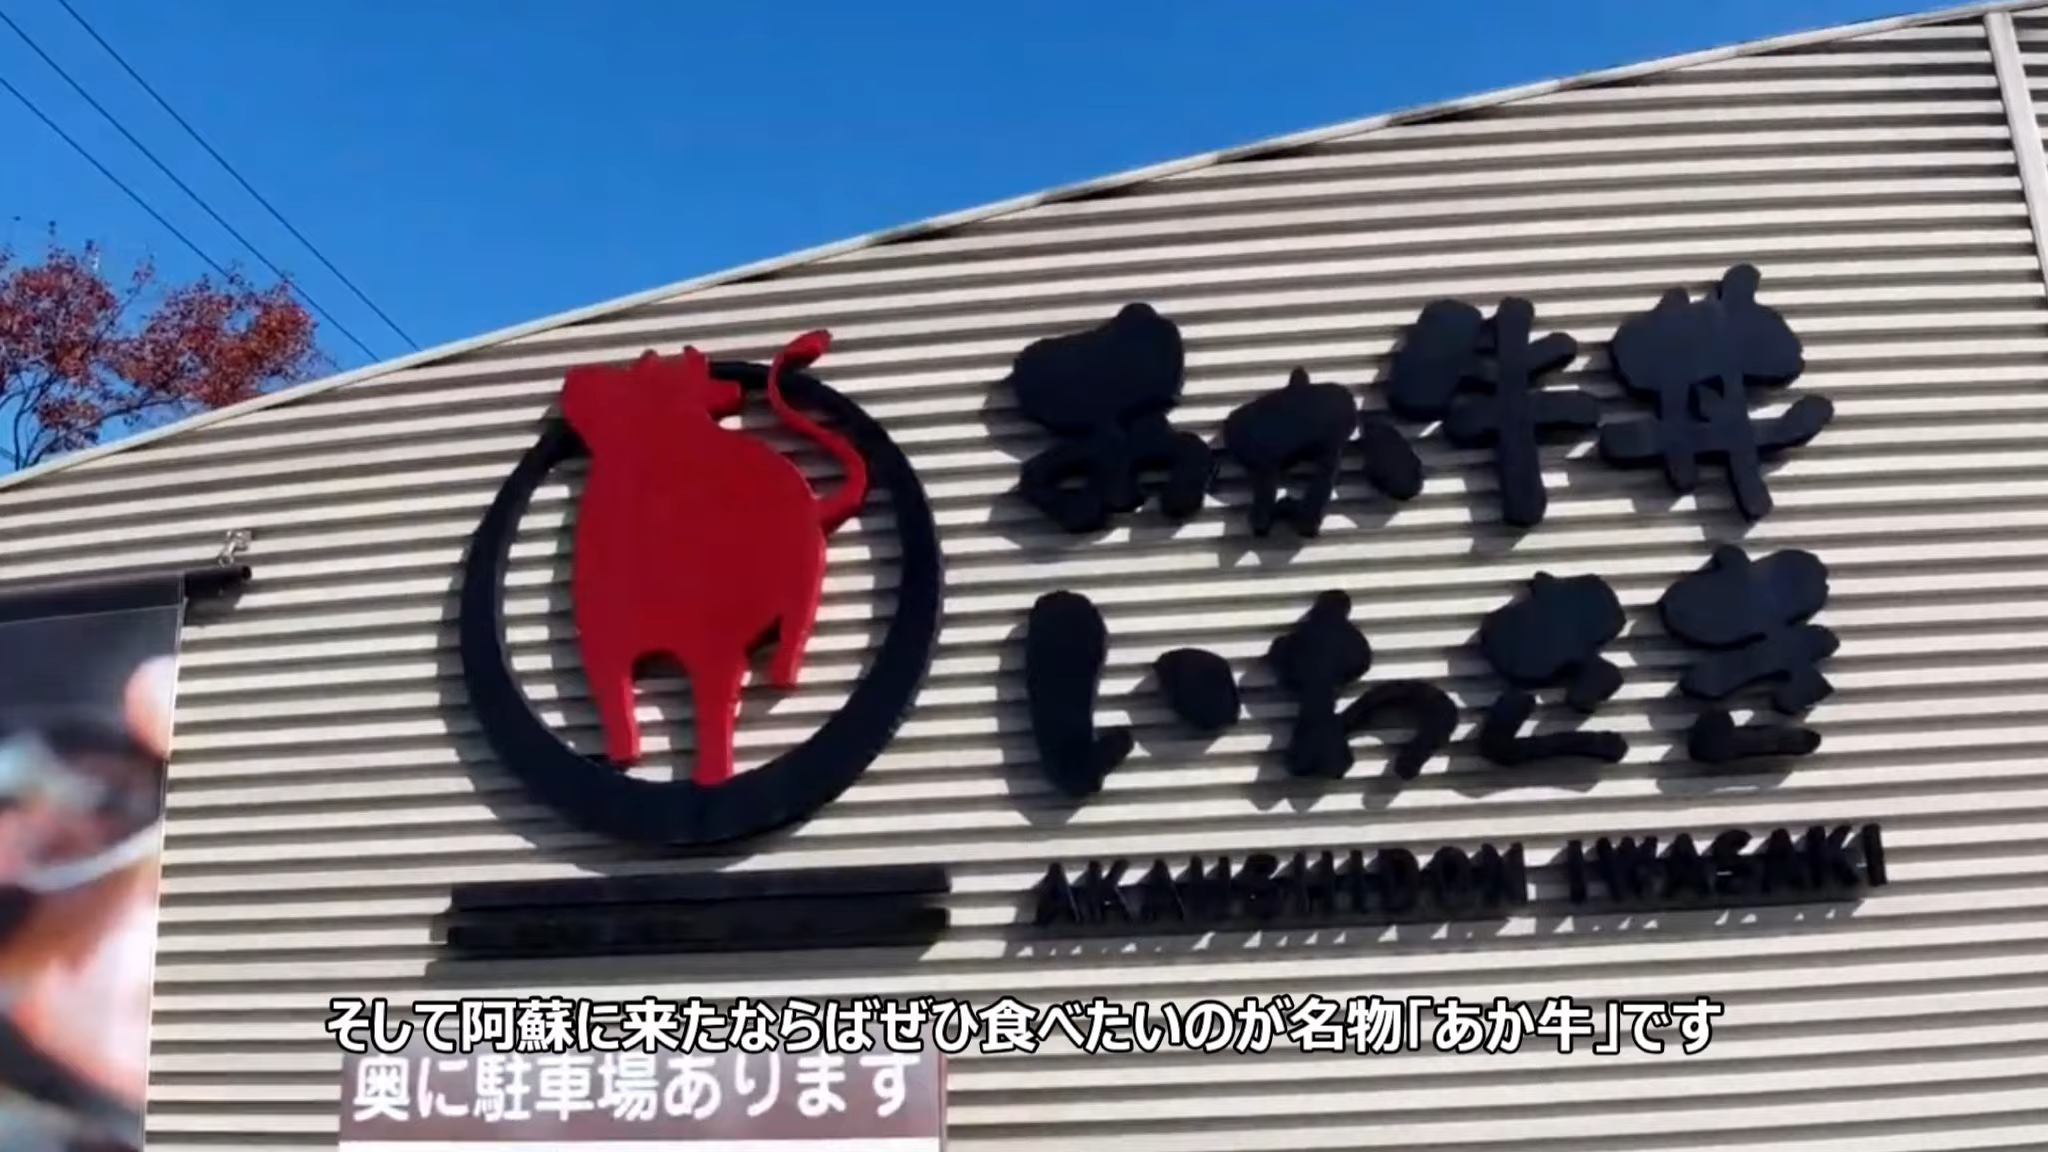 あか牛丼
いわさき
AKAUSHIDON IWASAKI
そして阿蘇に来たならばぜひ食べたいのが名物「あか牛」です
奥に駐車場あります